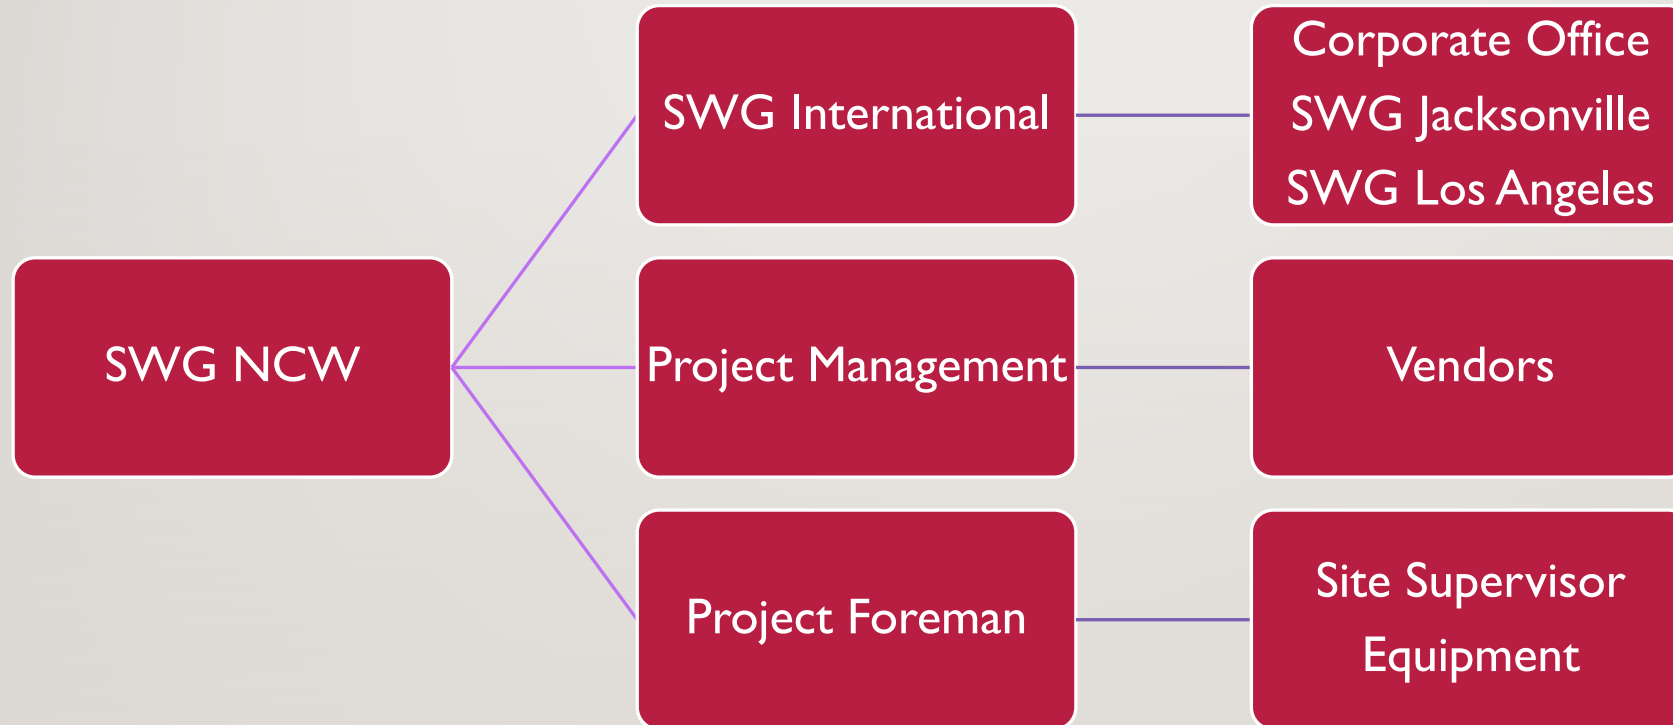 SWG NCW
SWG International
Corporate Office
SWG Jacksonville
SWG Los Angeles
Project Management
Vendors
Project Foreman
Site Supervisor
Equipment